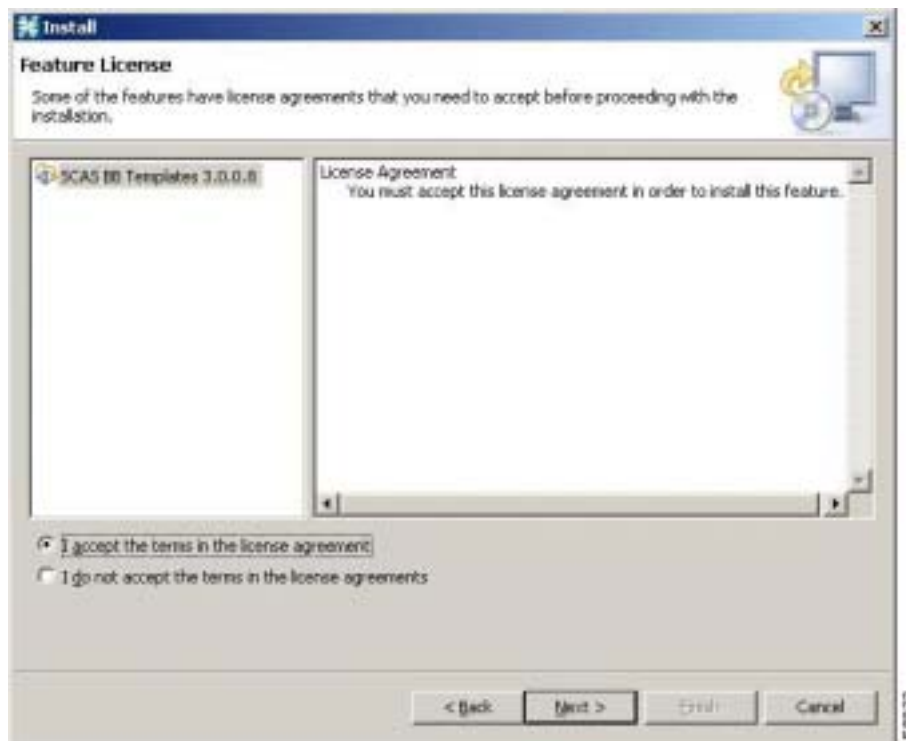 Install
Feature License
Some of the features have license agreements that you need to accept before proceeding with the
installation.
SCAS BB Templates 3.0.0.8
License Agreement
You must accept this license agreement in order to install this feature.
I accept the terms in the license agreement
I do not accept the terms in the license agreements
< Back
Next >
Finish
Cancel